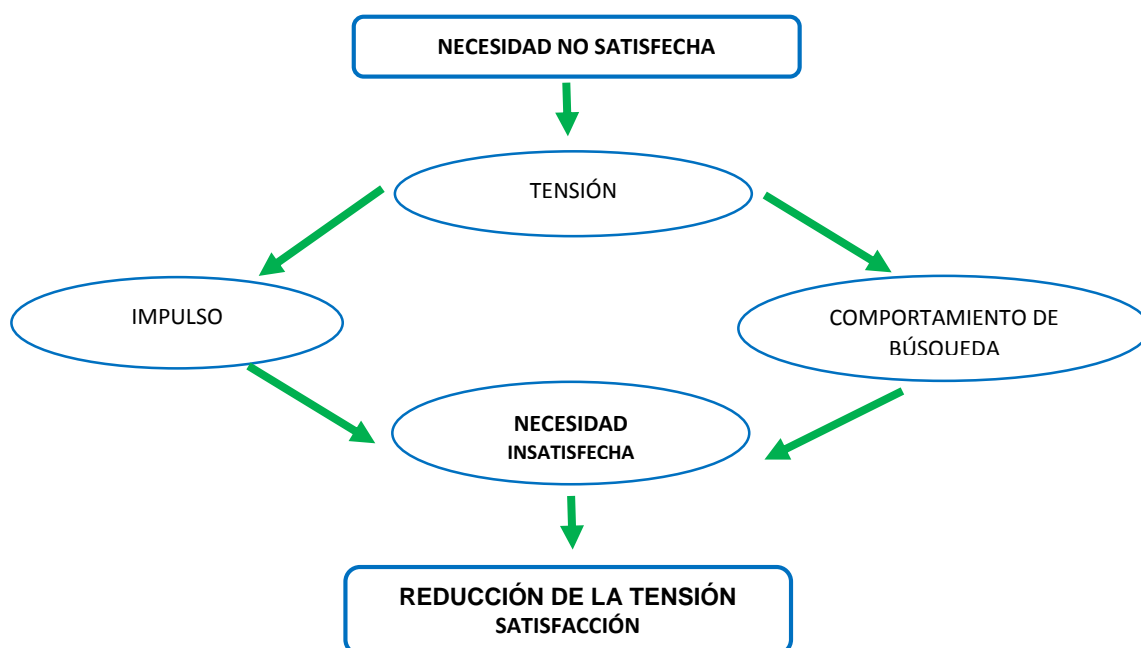 NECESIDAD NO SATISFECHA
TENSIÓN
IMPULSO
COMPORTAMIENTO DE
BÚSQUEDA
NECESIDAD
INSATISFECHA
REDUCCIÓN DE LA TENSIÓN
SATISFACCIÓN